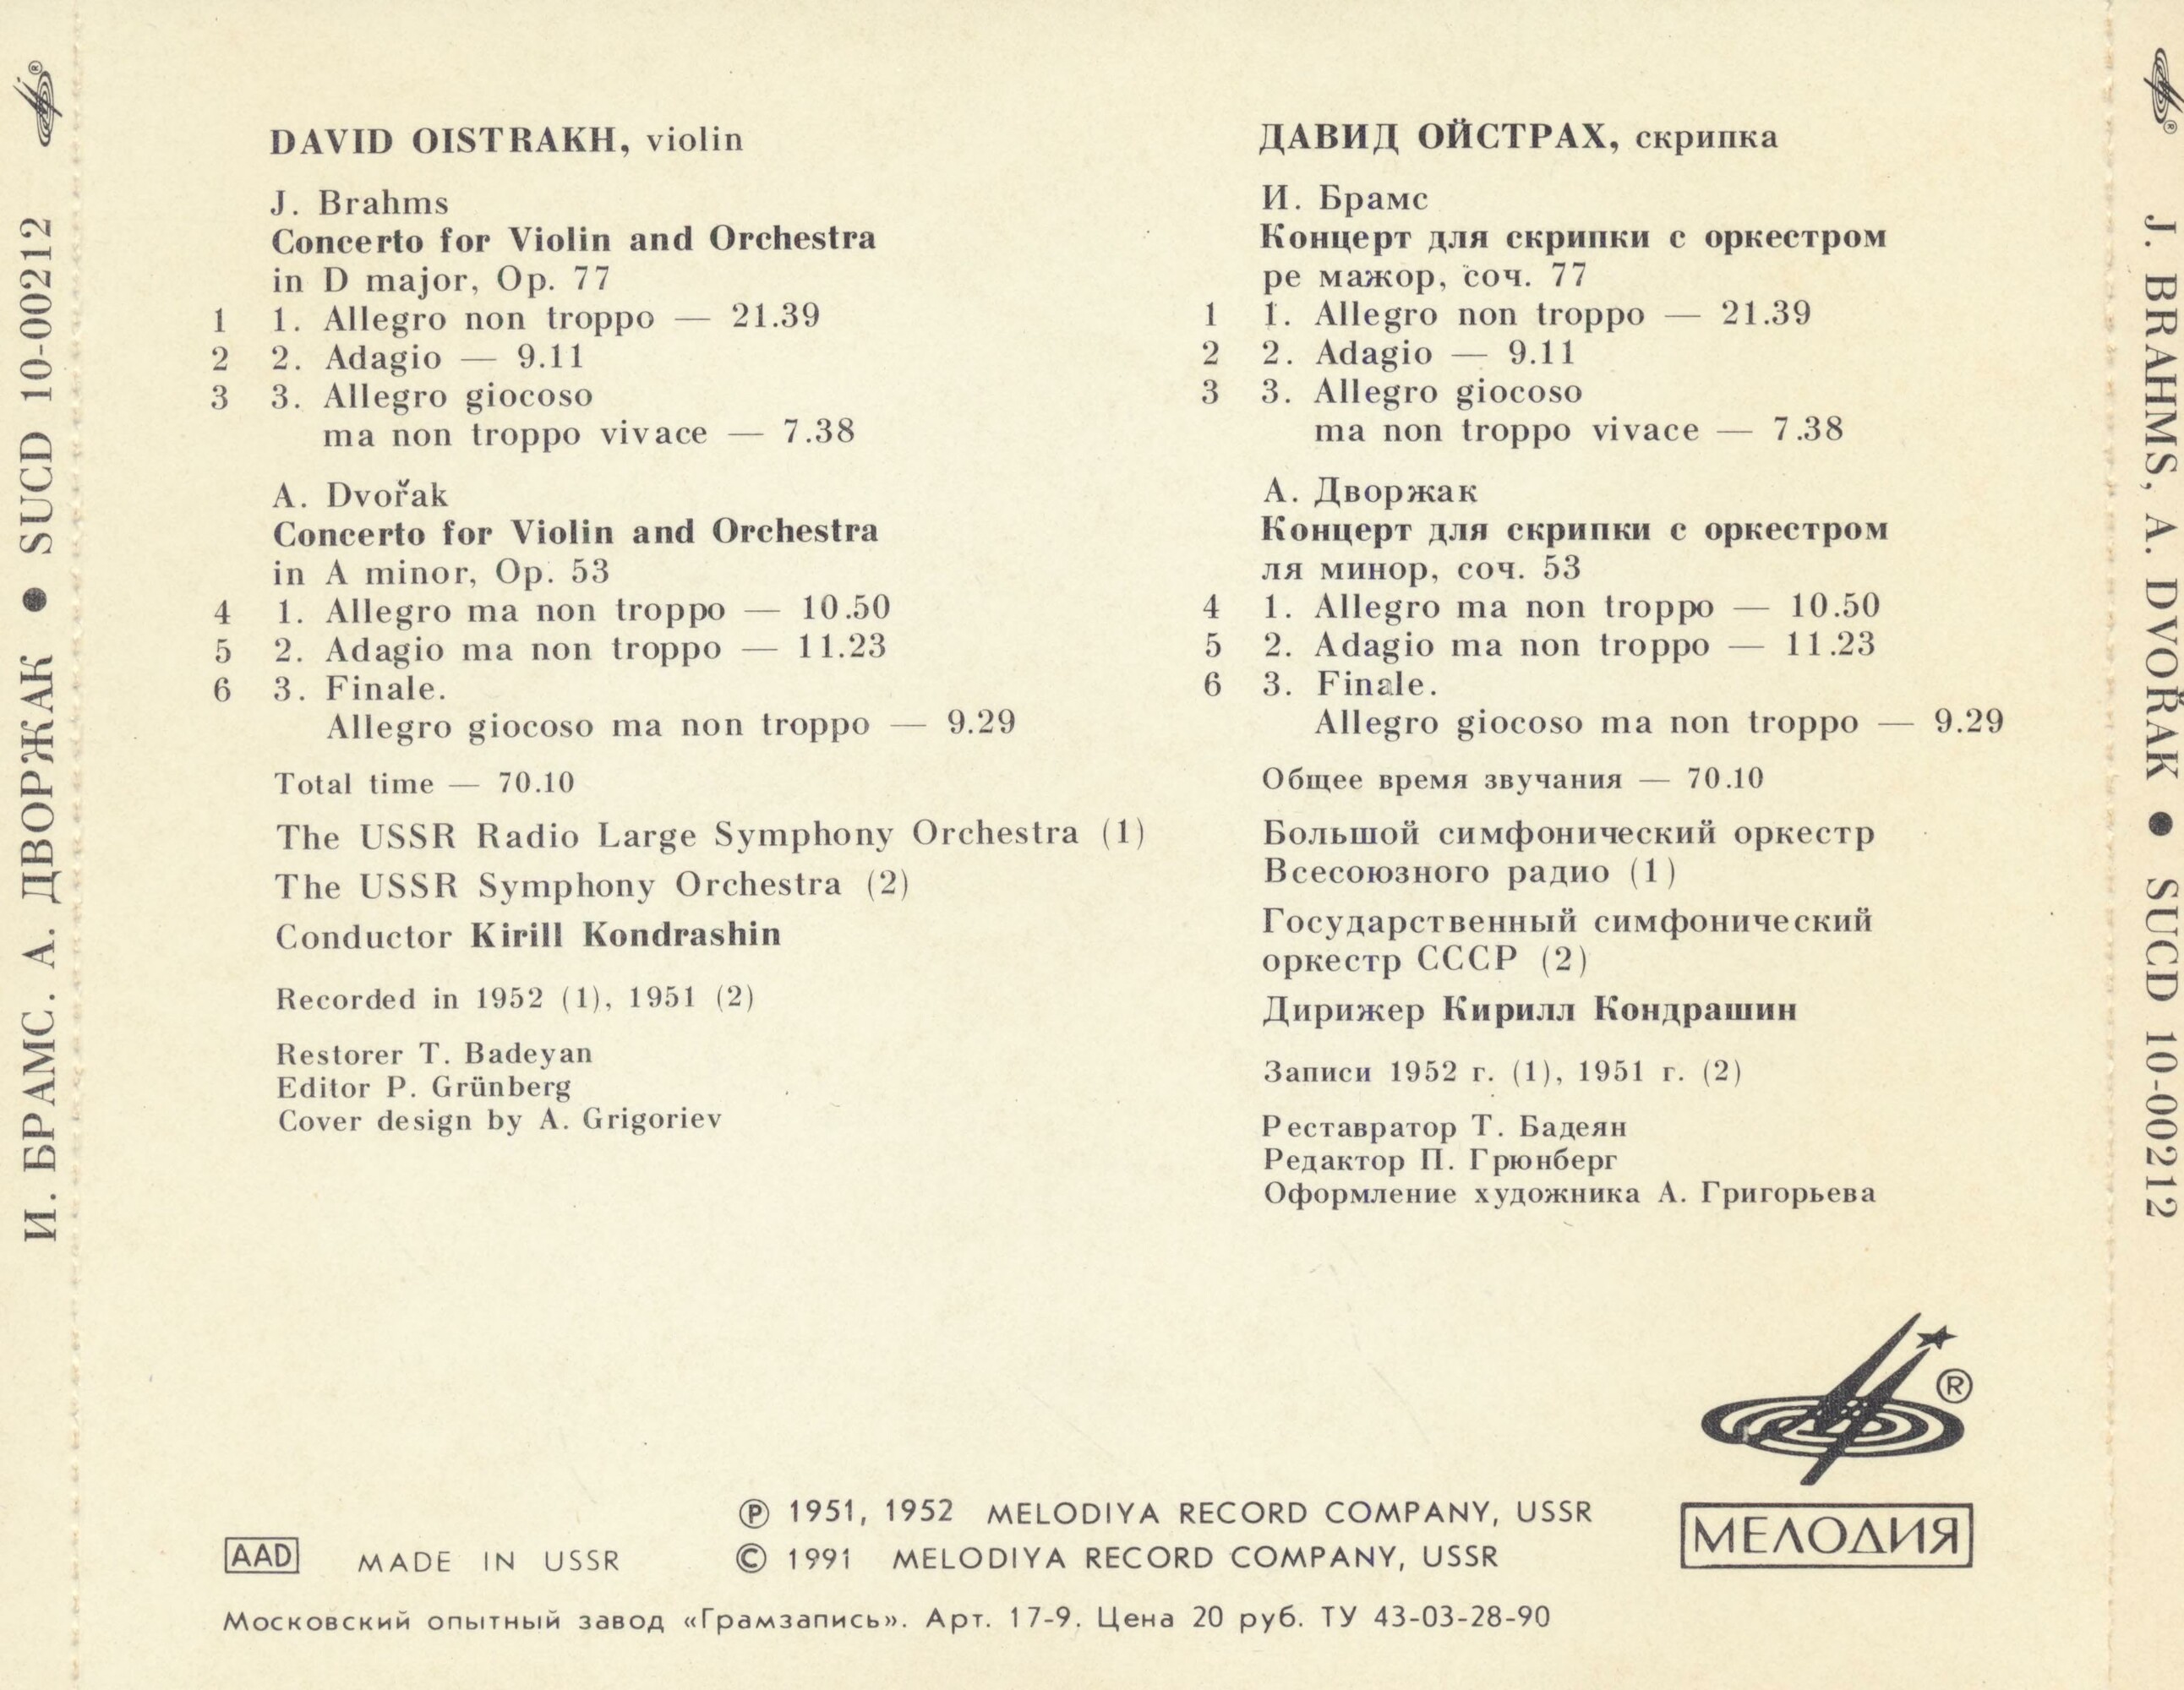 И. БРАМС. А. ДВОРЖАК ● SUCD 10-00212
DAVID OISTRAKH, violin
J. Brahms
Concerto for Violin and Orchestra
in D major, Op. 77
1 1. Allegro non troppo — 21.39
2 2. Adagio — 9.11
3 3. Allegro giocoso
ma non troppo vivace — 7.38
A. Dvořak
Concerto for Violin and Orchestra
in A minor, Op. 53
4 1. Allegro ma non troppo — 10.50
5 2. Adagio ma non troppo — 11.23
6 3. Finale.
Allegro giocoso ma non troppo — 9.29
Total time — 70.10
The USSR Radio Large Symphony Orchestra (1)
The USSR Symphony Orchestra (2)
Conductor Kirill Kondrashin
Recorded in 1952 (1), 1951 (2)
Restorer T. Badeyan
Editor P. Grünberg
Cover design by A. Grigoriev
ДАВИД ОЙСТРАХ, скрипка
И. Брамс
Концерт для скрипки с оркестром
ре мажор, соч. 77
1 1. Allegro non troppo — 21.39
2 2. Adagio — 9.11
3 3. Allegro giocoso
ma non troppo vivace — 7.38
А. Дворжак
Концерт для скрипки с оркестром
ля минор, соч. 53
4 1. Allegro ma non troppo — 10.50
5 2. Adagio ma non troppo — 11.23
6 3. Finale.
Allegro giocoso ma non troppo — 9.29
Общее время звучания — 70.10
Большой симфонический оркестр
Всесоюзного радио (1)
Государственный симфонический
оркестр СССР (2)
Дирижер Кирилл Кондрашин
Записи 1952 г. (1), 1951 г. (2)
Реставратор Т. Бадеян
Редактор П. Грюнберг
Оформление художника А. Григорьева
®
МЕЛОДИЯ
AAD MADE IN USSR
℗ 1951, 1952 MELODIYA RECORD COMPANY, USSR
© 1991 MELODIYA RECORD COMPANY, USSR
Московский опытный завод «Грамзапись». Арт. 17-9. Цена 20 руб. ТУ 43-03-28-90
J. BRAHMS, A. DVOŘAK ● SUCD 10-00212